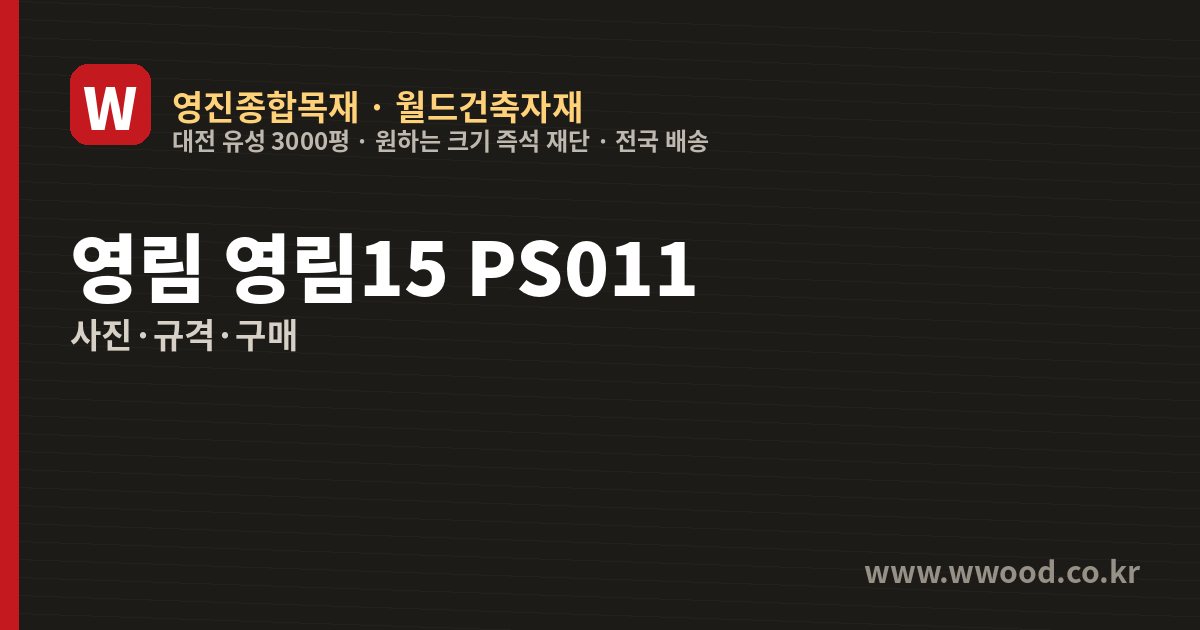 W
영진종합목재 · 월드건축자재
대전 유성 3000평 · 원하는 크기 즉석 재단 · 전국 배송
영림 영림15 PS011
사진·규격·구매
www.wwood.co.kr